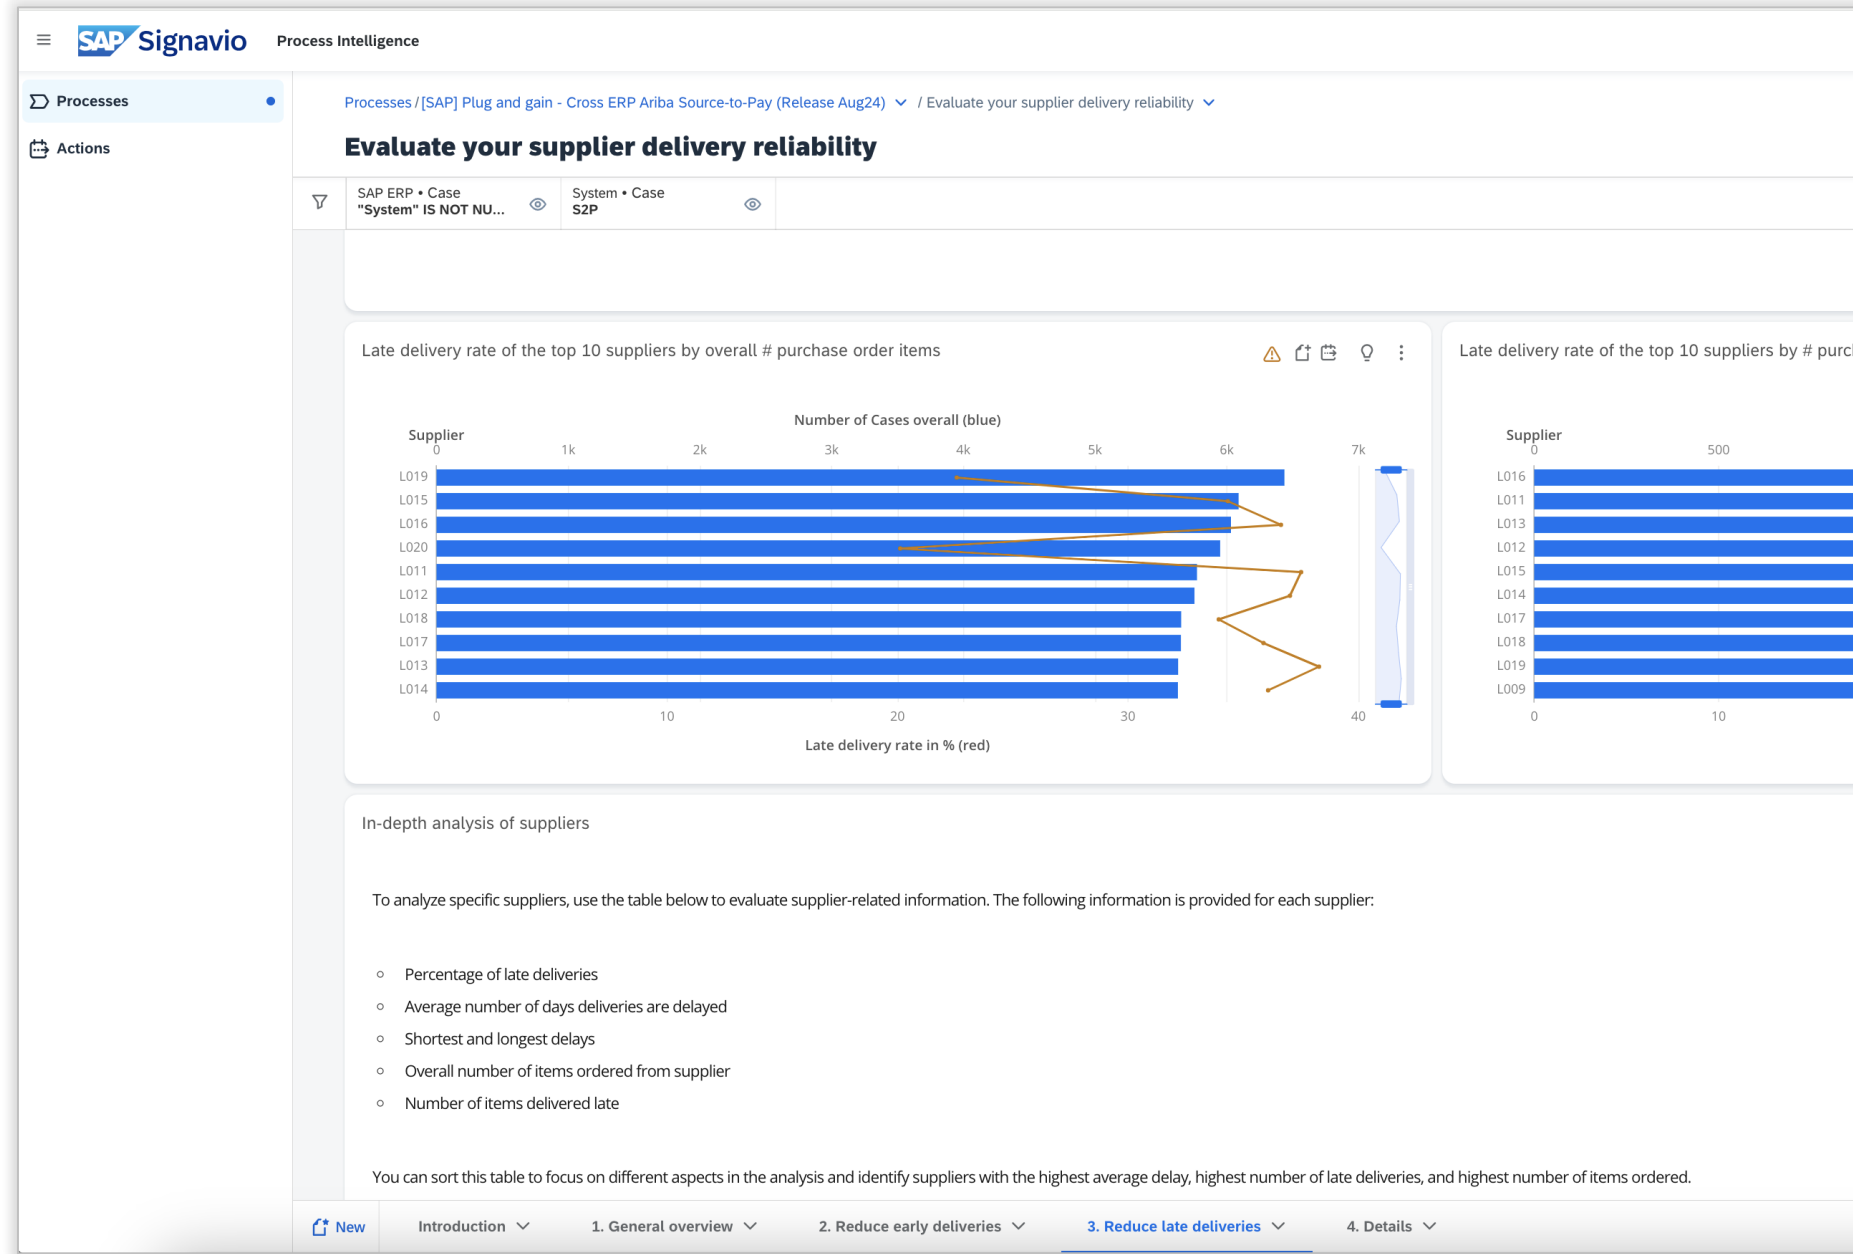 SAP Signavio
Process Intelligence
Processes
Actions
Processes / [SAP] Plug and gain - Cross ERP Ariba Source-to-Pay (Release Aug24) / Evaluate your supplier delivery reliability
Evaluate your supplier delivery reliability
SAP ERP • Case
"System" IS NOT NU...
System • Case
S2P
Late delivery rate of the top 10 suppliers by overall # purchase order items
Number of Cases overall (blue)
Supplier
0 1k 2k 3k 4k 5k 6k 7k
L019
L015
L016
L020
L011
L012
L018
L017
L013
L014
0 10 20 30 40
Late delivery rate in % (red)
Late delivery rate of the top 10 suppliers by # purc
Supplier
0 500
L016
L011
L013
L012
L015
L014
L017
L018
L019
L009
0 10
In-depth analysis of suppliers
To analyze specific suppliers, use the table below to evaluate supplier-related information. The following information is provided for each supplier:
Percentage of late deliveries
Average number of days deliveries are delayed
Shortest and longest delays
Overall number of items ordered from supplier
Number of items delivered late
You can sort this table to focus on different aspects in the analysis and identify suppliers with the highest average delay, highest number of late deliveries, and highest number of items ordered.
New
Introduction
1. General overview
2. Reduce early deliveries
3. Reduce late deliveries
4. Details